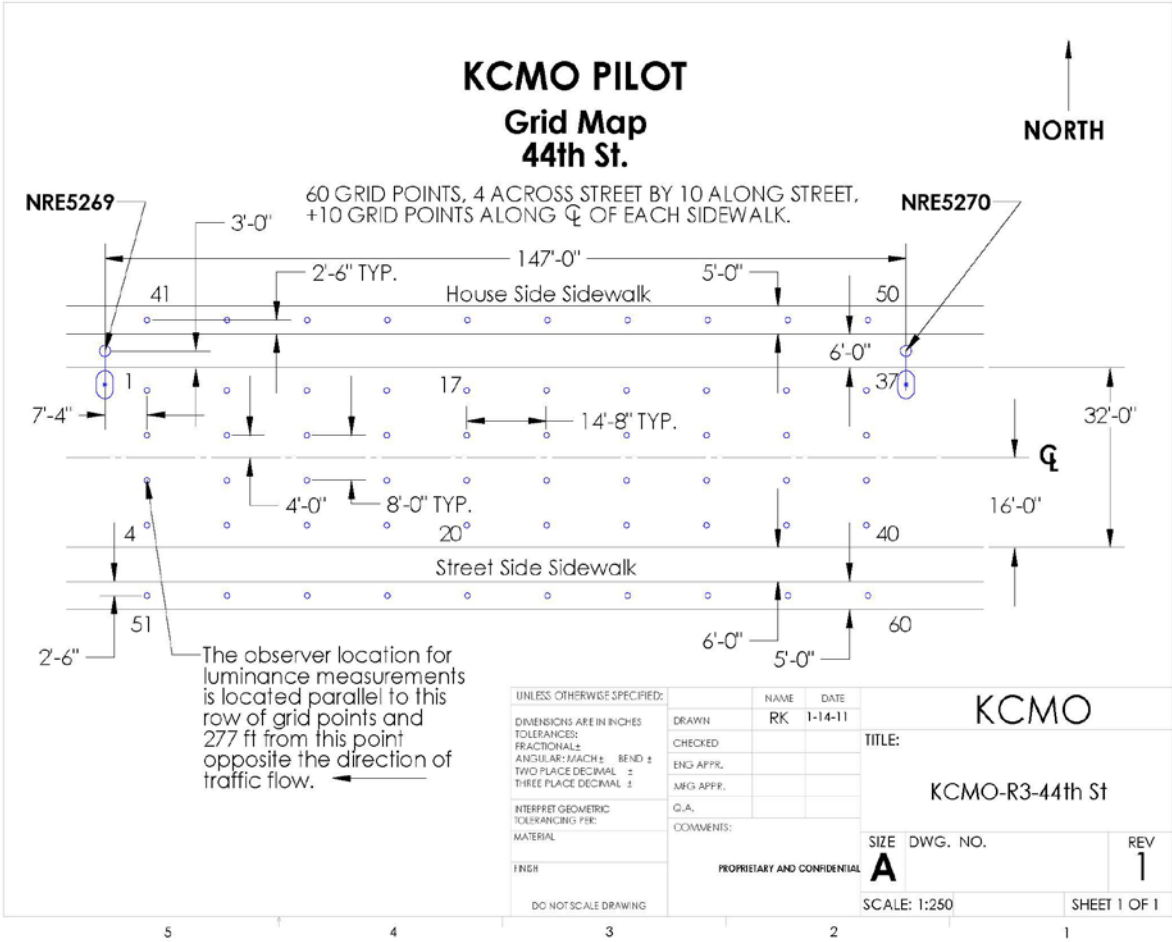 KCMO PILOT
Grid Map
44th St.
NORTH
60 GRID POINTS, 4 ACROSS STREET BY 10 ALONG STREET,
+10 GRID POINTS ALONG ℄ OF EACH SIDEWALK.
NRE5269
NRE5270
3'-0"
147'-0"
2'-6" TYP.
5'-0"
41
House Side Sidewalk
50
6'-0"
1
17
37
7'-4"
14'-8" TYP.
32'-0"
℄
4'-0"
8'-0" TYP.
16'-0"
4
20
40
Street Side Sidewalk
51
60
2'-6"
6'-0"
5'-0"
The observer location for
luminance measurements
is located parallel to this
row of grid points and
277 ft from this point
opposite the direction of
traffic flow.
UNLESS OTHERWISE SPECIFIED:
DIMENSIONS ARE IN INCHES
TOLERANCES:
FRACTIONAL±
ANGULAR: MACH± BEND ±
TWO PLACE DECIMAL ±
THREE PLACE DECIMAL ±
INTERPRET GEOMETRIC
TOLERANCING PER:
MATERIAL
FINISH
DO NOT SCALE DRAWING
NAME DATE
DRAWN RK 1-14-11
CHECKED
ENG APPR.
MFG APPR.
Q.A.
COMMENTS:
PROPRIETARY AND CONFIDENTIAL
KCMO
TITLE:
KCMO-R3-44th St
SIZE DWG. NO. REV
A 1
SCALE: 1:250 SHEET 1 OF 1
5 4 3 2 1